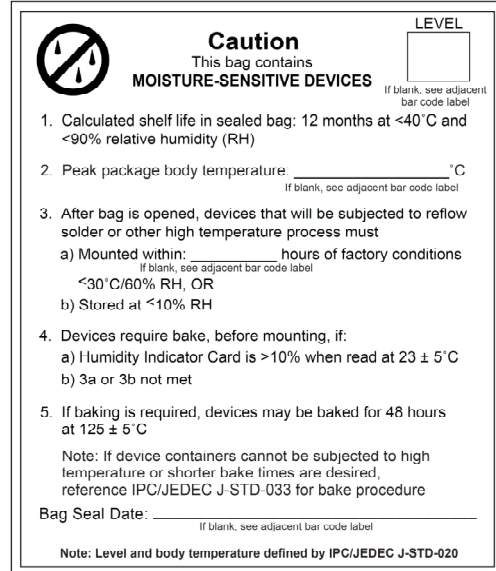 LEVEL
Caution
This bag contains
MOISTURE-SENSITIVE DEVICES
If blank, see adjacent
bar code label
1. Calculated shelf life in sealed bag: 12 months at <40˚C and
<90% relative humidity (RH)
2. Peak package body temperature: ________________˚C
If blank, see adjacent bar code label
3. After bag is opened, devices that will be subjected to reflow
solder or other high temperature process must
a) Mounted within: _________ hours of factory conditions
If blank, see adjacent bar code label
≤30˚C/60% RH, OR
b) Stored at ≤10% RH
4. Devices require bake, before mounting, if:
a) Humidity Indicator Card is >10% when read at 23 ± 5˚C
b) 3a or 3b not met
5. If baking is required, devices may be baked for 48 hours
at 125 ± 5˚C
Note: If device containers cannot be subjected to high
temperature or shorter bake times are desired,
reference IPC/JEDEC J-STD-033 for bake procedure
Bag Seal Date: ________________________________
If blank, see adjacent bar code label
Note: Level and body temperature defined by IPC/JEDEC J-STD-020